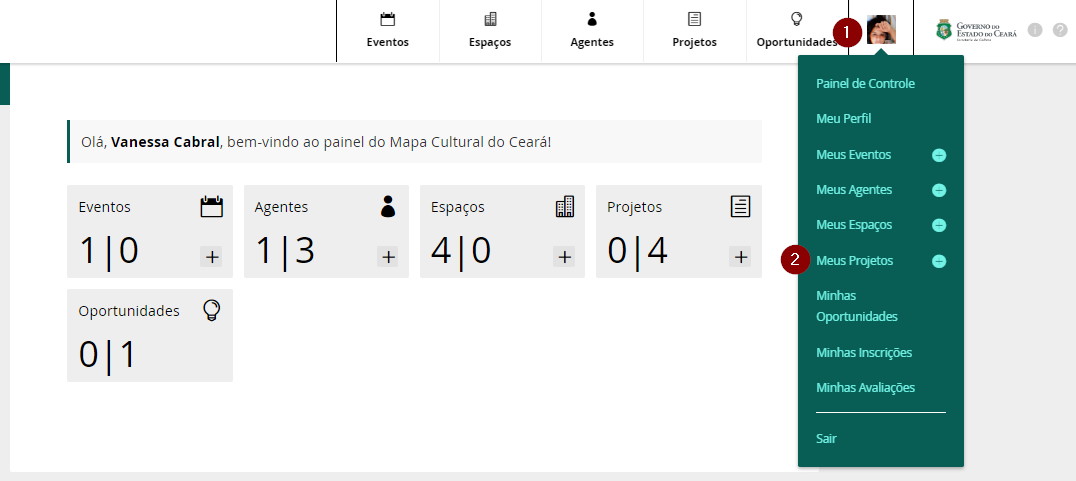 Eventos
Espaços
Agentes
Projetos
Oportunidades
1
GOVERNO DO
ESTADO DO CEARÁ
Secretaria da Cultura
i
?
Olá, Vanessa Cabral, bem-vindo ao painel do Mapa Cultural do Ceará!
Eventos
1|0
+
Agentes
1|3
+
Espaços
4|0
+
Projetos
0|4
+
Oportunidades
0|1
Painel de Controle
Meu Perfil
Meus Eventos
Meus Agentes
Meus Espaços
2
Meus Projetos
Minhas
Oportunidades
Minhas Inscrições
Minhas Avaliações
Sair